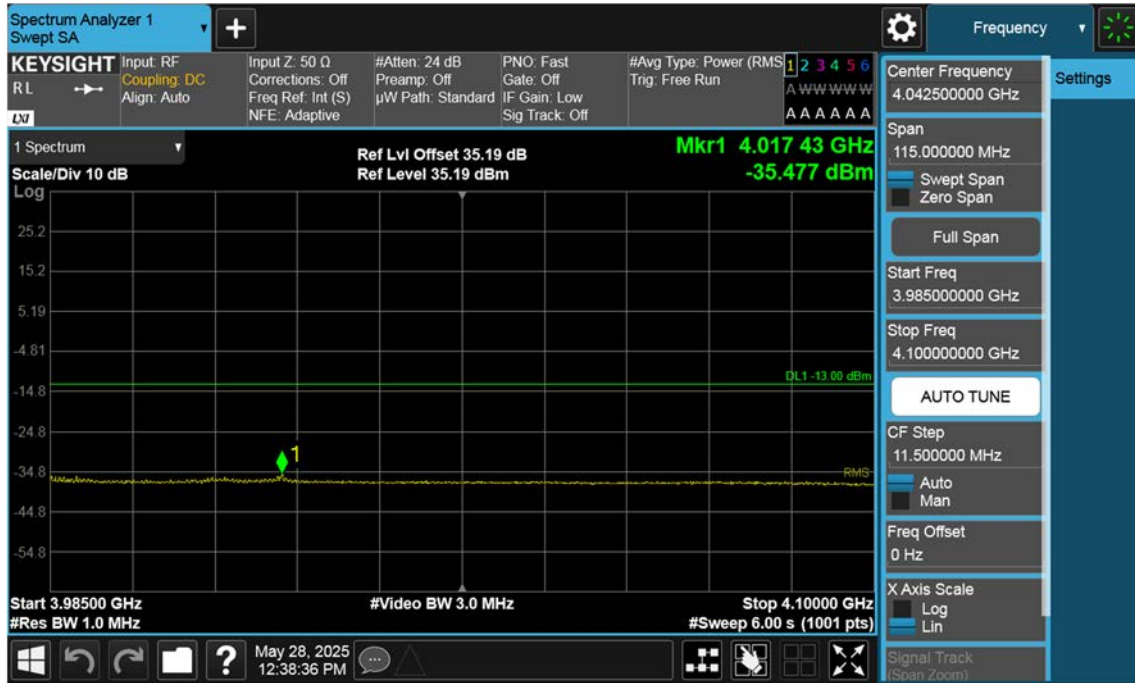 Spectrum Analyzer 1
Swept SA
+
Frequency
KEYSIGHT
RL
LXI
Input: RF
Coupling: DC
Align: Auto
Input Z: 50 Ω
Corrections: Off
Freq Ref: Int (S)
NFE: Adaptive
#Atten: 24 dB
Preamp: Off
µW Path: Standard
PNO: Fast
Gate: Off
IF Gain: Low
Sig Track: Off
#Avg Type: Power (RMS
Trig: Free Run
1 2 3 4 5 6
A W W W W W
A A A A A A
1 Spectrum
Scale/Div 10 dB
Log
Ref Lvl Offset 35.19 dB
Ref Level 35.19 dBm
Mkr1 4.017 43 GHz
-35.477 dBm
25.2
15.2
5.19
-4.81
DL1 -13.00 dBm
-14.8
-24.8
1
-34.8
RMS
-44.8
-54.8
Start 3.98500 GHz
#Res BW 1.0 MHz
#Video BW 3.0 MHz
Stop 4.10000 GHz
#Sweep 6.00 s (1001 pts)
?
May 28, 2025
12:38:36 PM
Center Frequency
4.042500000 GHz
Span
115.000000 MHz
Swept Span
Zero Span
Full Span
Start Freq
3.985000000 GHz
Stop Freq
4.100000000 GHz
AUTO TUNE
CF Step
11.500000 MHz
Auto
Man
Freq Offset
0 Hz
X Axis Scale
Log
Lin
Signal Track
(Span Zoom)
Settings